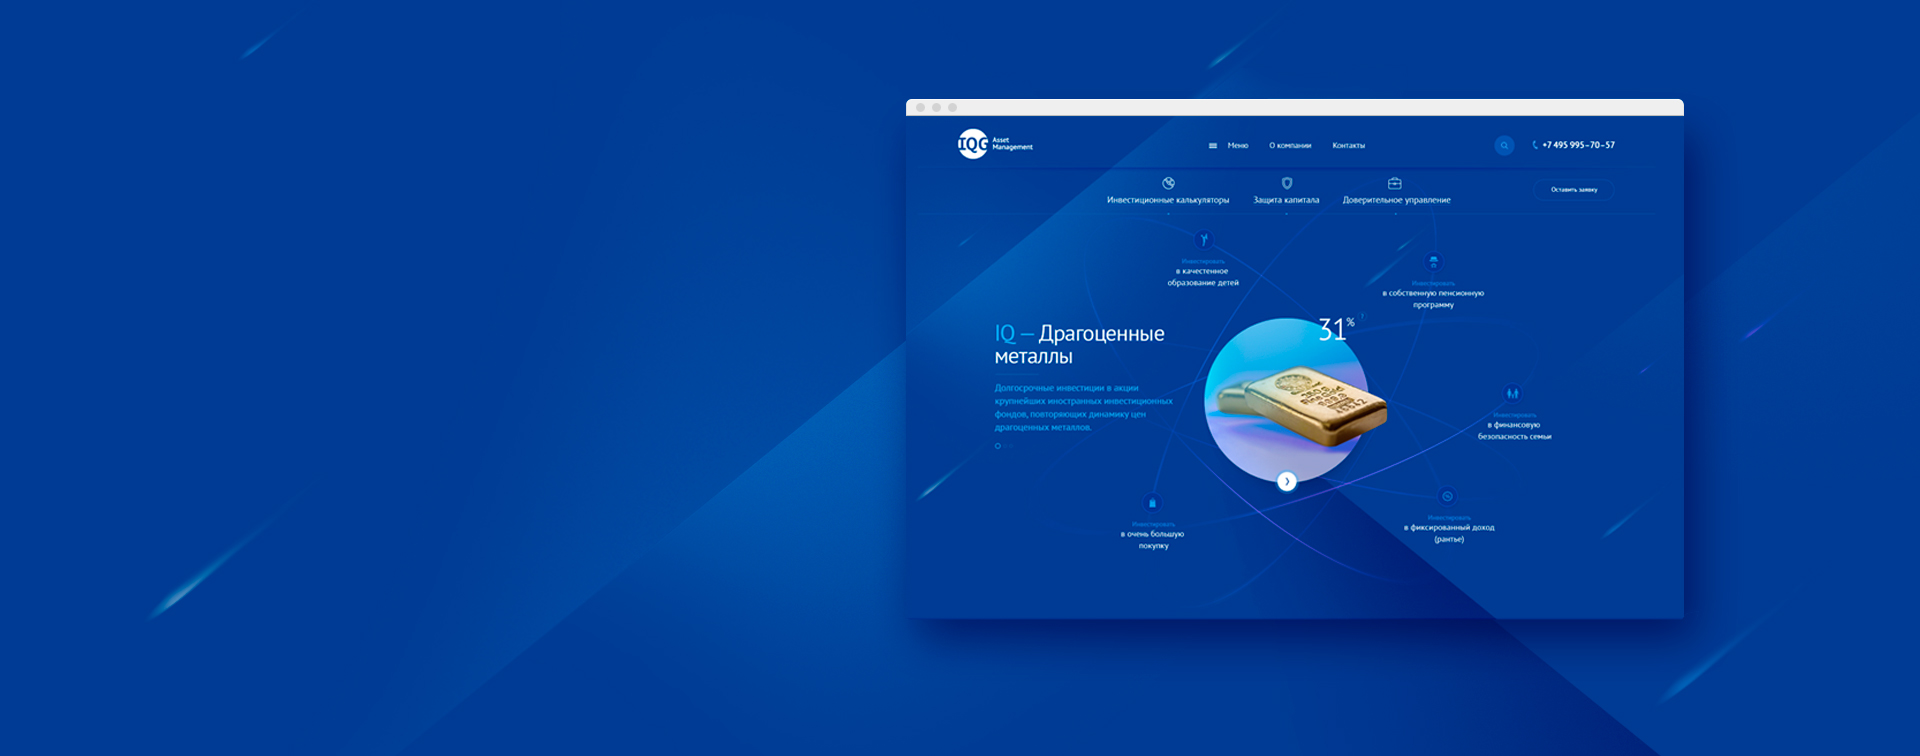 IQG Asset
Management
Меню О компании Контакты
+7 495 995-70-57
Инвестиционные калькуляторы Защита капитала Доверительное управление
Оставить заявку
Инвестировать
в качестенное
образование детей
Инвестировать
в собственную пенсионную
программу
31%
IQ — Драгоценные
металлы
Долгосрочные инвестиции в акции
крупнейших иностранных инвестиционных
фондов, повторяющих динамику цен
драгоценных металлов.
Инвестировать
в финансовую
безопасность семьи
Инвестировать
в очень большую
покупку
Инвестировать
в фиксированный доход
(рантье)